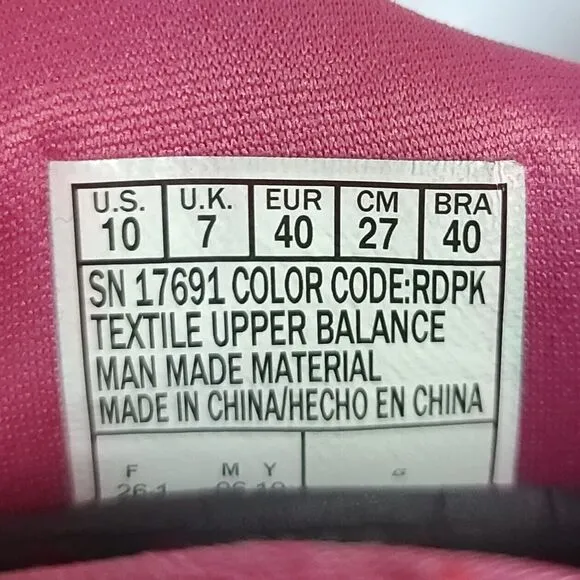 U.S. U.K. EUR CM BRA
10 7 40 27 40
SN 17691 COLOR CODE:RDPK
TEXTILE UPPER BALANCE
MAN MADE MATERIAL
MADE IN CHINA/HECHO EN CHINA
F M Y